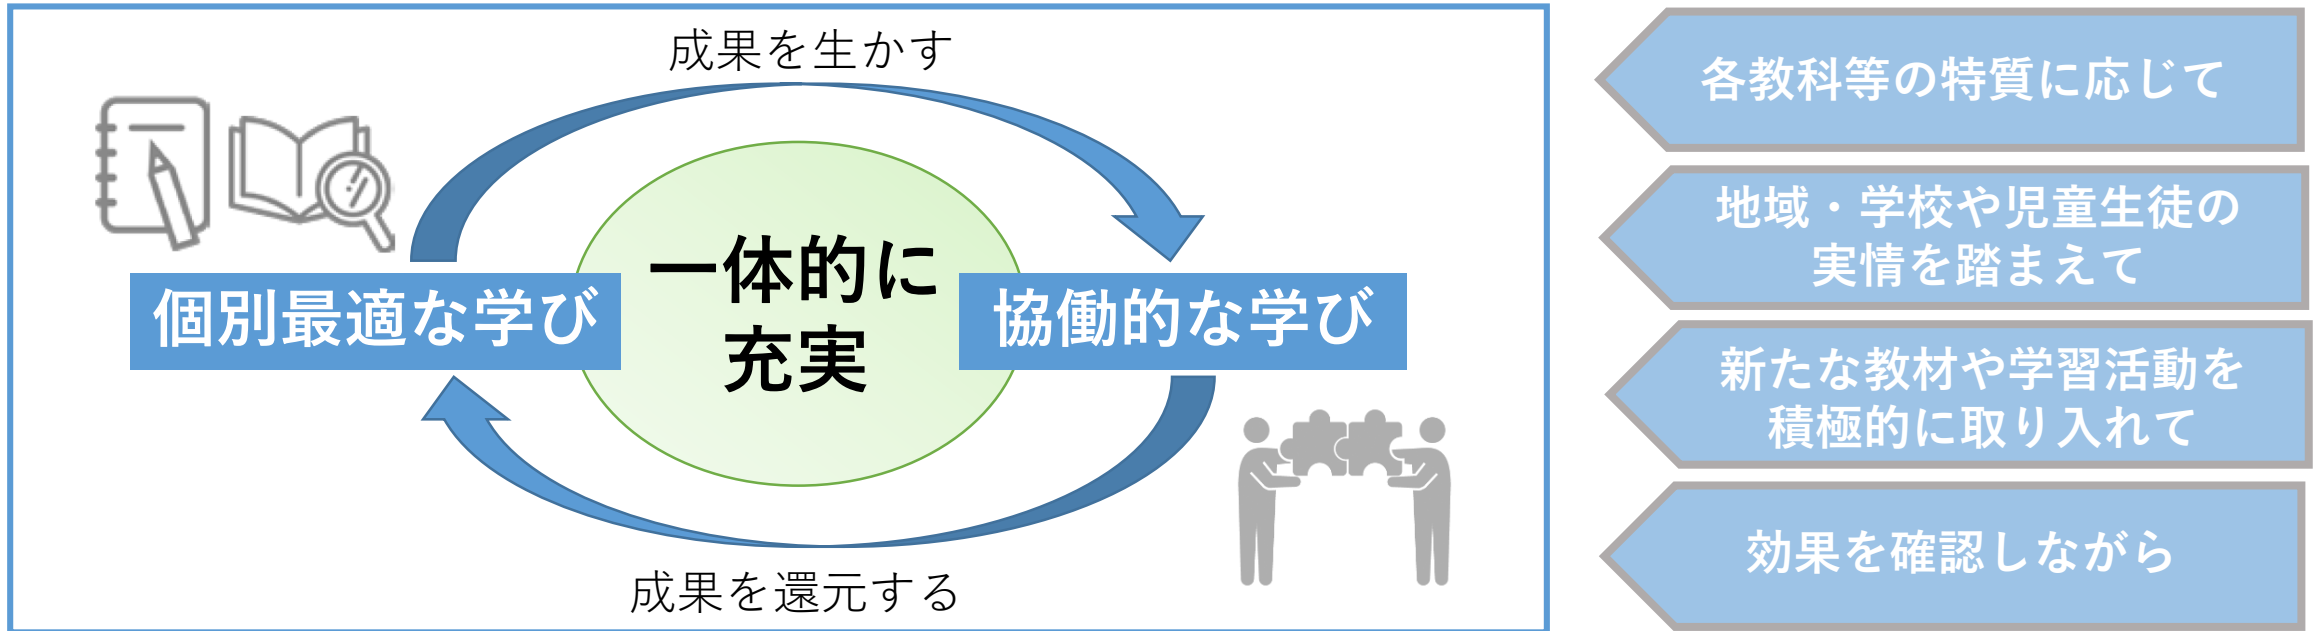 成果を生かす
個別最適な学び
一体的に
充実
協働的な学び
成果を還元する
各教科等の特質に応じて
地域・学校や児童生徒の
実情を踏まえて
新たな教材や学習活動を
積極的に取り入れて
効果を確認しながら